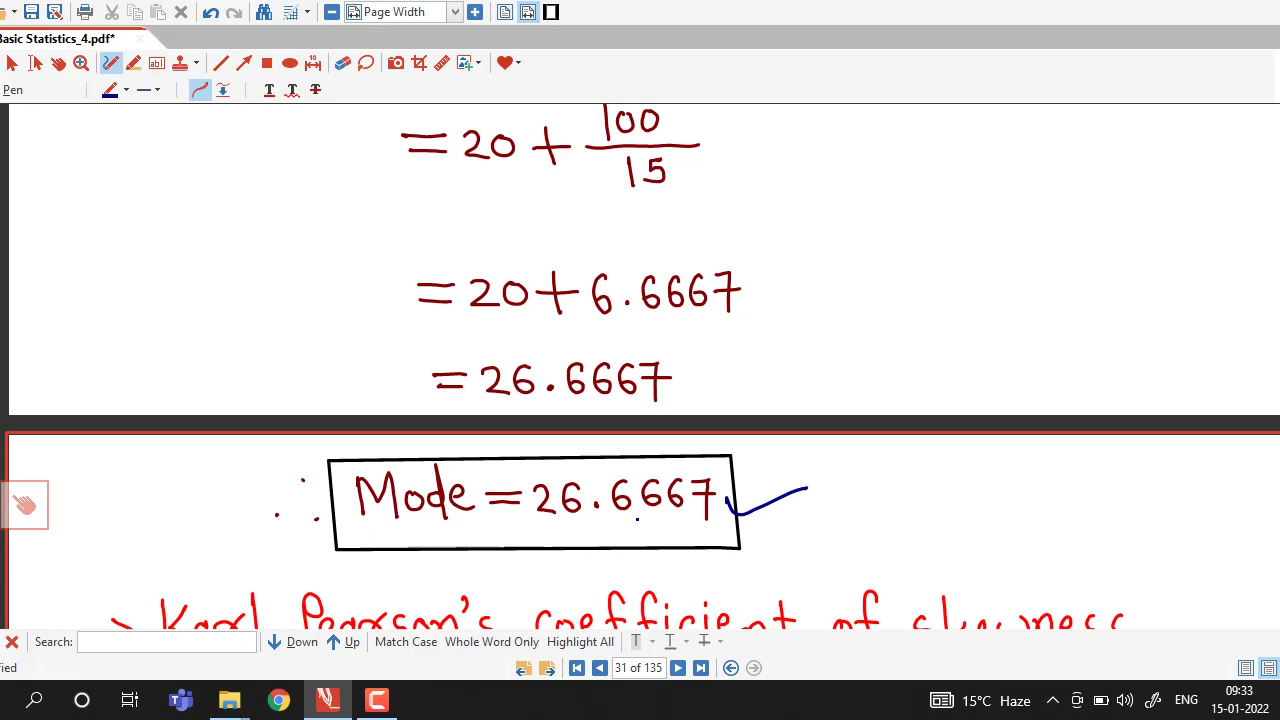 Page Width
Basic Statistics_4.pdf*
Pen
= 20 + 100
15
= 20 + 6.6667
= 26.6667
∴ Mode = 26.6667
Karl Pearson's coefficient of skewness
Search: Down Up Match Case Whole Word Only Highlight All
fied 31 of 135
15°C Haze ENG 09:33
15-01-2022